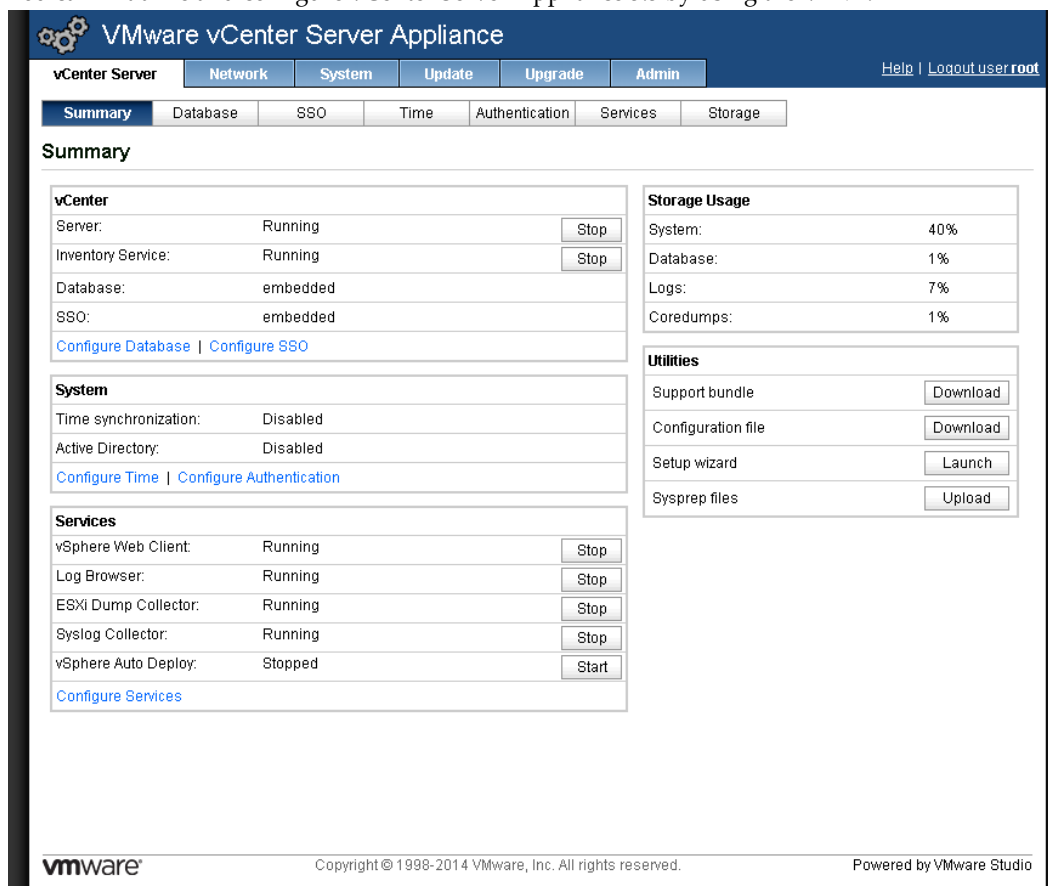 VMware vCenter Server Appliance
vCenter Server Network System Update Upgrade Admin Help | Logout user root
Summary Database SSO Time Authentication Services Storage
Summary
vCenter
Server: Running Stop
Inventory Service: Running Stop
Database: embedded
SSO: embedded
Configure Database | Configure SSO
System
Time synchronization: Disabled
Active Directory: Disabled
Configure Time | Configure Authentication
Services
vSphere Web Client: Running Stop
Log Browser: Running Stop
ESXi Dump Collector: Running Stop
Syslog Collector: Running Stop
vSphere Auto Deploy: Stopped Start
Configure Services
Storage Usage
System: 40%
Database: 1%
Logs: 7%
Coredumps: 1%
Utilities
Support bundle Download
Configuration file Download
Setup wizard Launch
Sysprep files Upload
vmware Copyright © 1998-2014 VMware, Inc. All rights reserved. Powered by VMware Studio